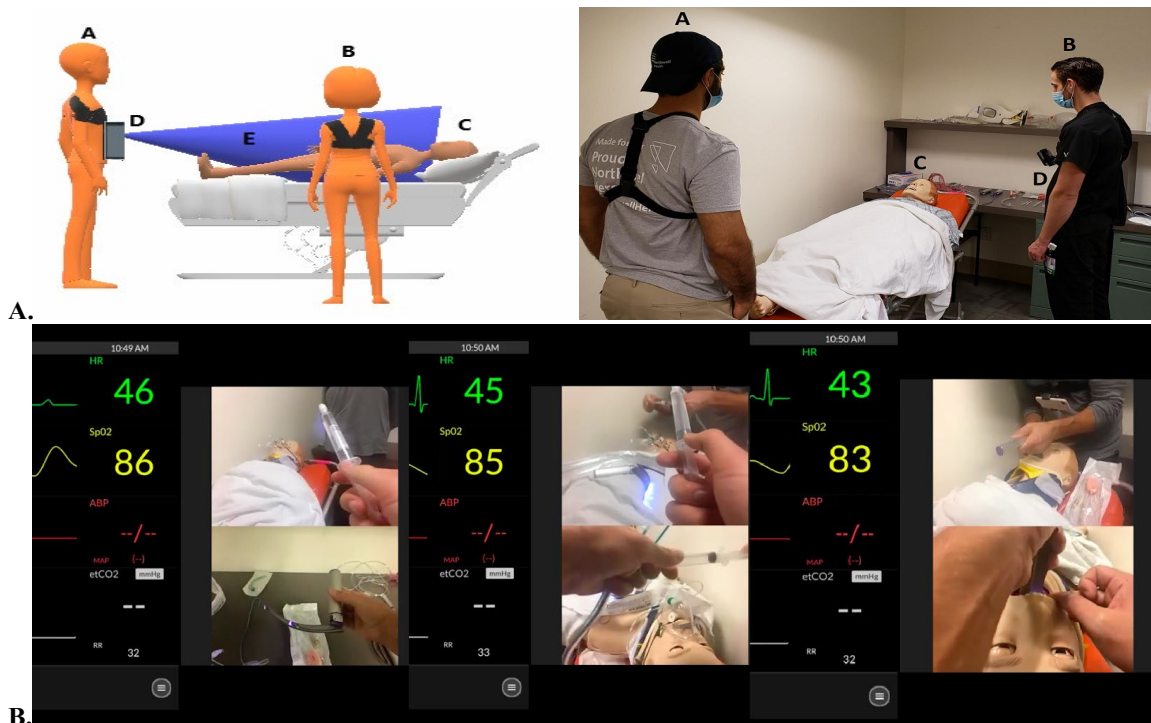 A
B
C
D
E
A
B
C
D
Made for
Prou
North
A.
10:49 AM
HR
46
Sp02
86
ABP
--/--
MAP (--)
etCO2 mmHg
--
RR 32
10:50 AM
HR
45
Sp02
85
ABP
--/--
MAP (--)
etCO2 mmHg
--
RR 33
10:50 AM
HR
43
Sp02
83
ABP
--/--
MAP (--)
etCO2 mmHg
--
RR 32
B.